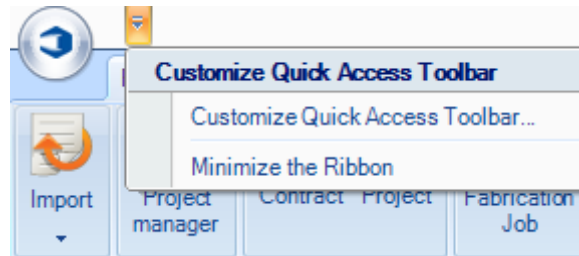 Customize Quick Access Toolbar
Customize Quick Access Toolbar...
Minimize the Ribbon
Import
Project
manager
Contract
Project
Fabrication
Job